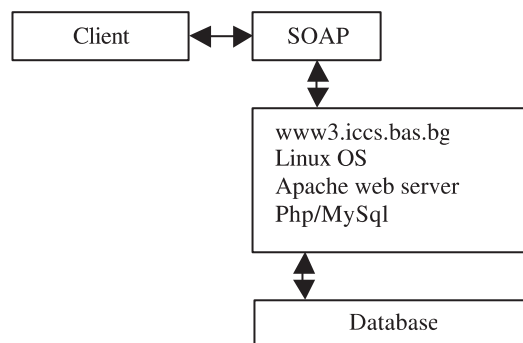 Client
SOAP
www3.iccs.bas.bg
Linux OS
Apache web server
Php/MySql
Database